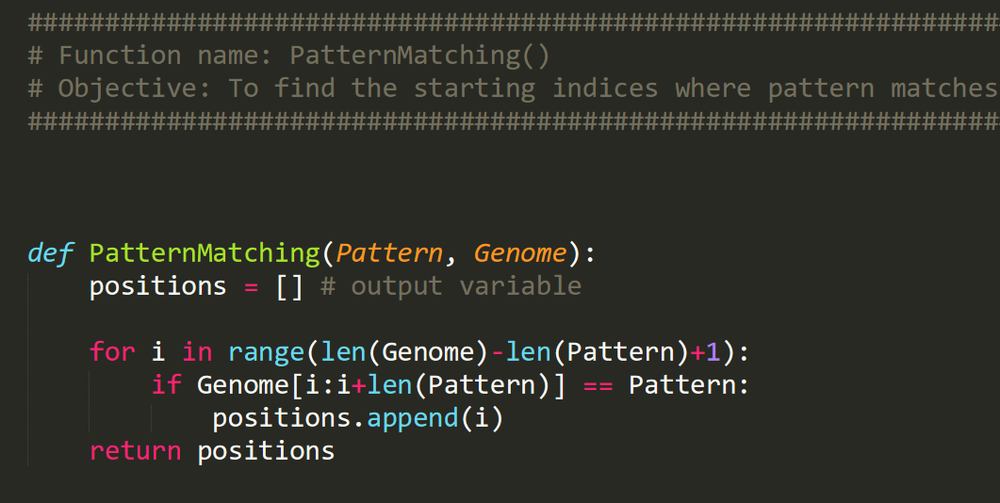 ################################################################
# Function name: PatternMatching()
# Objective: To find the starting indices where pattern matches
################################################################
def PatternMatching(Pattern, Genome):
    positions = [] # output variable
    for i in range(len(Genome)-len(Pattern)+1):
        if Genome[i:i+len(Pattern)] == Pattern:
            positions.append(i)
    return positions